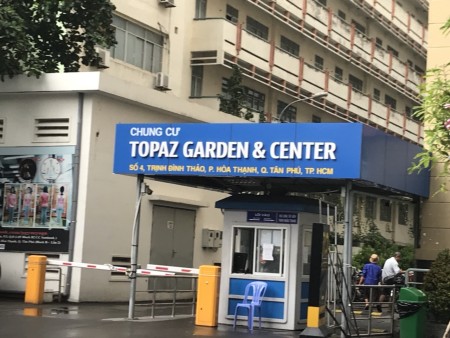 CHUNG CƯ
TOPAZ GARDEN & CENTER
SỐ 4, TRỊNH ĐÌNH THẢO, P. HÒA THẠNH, Q. TÂN PHÚ, TP. HCM